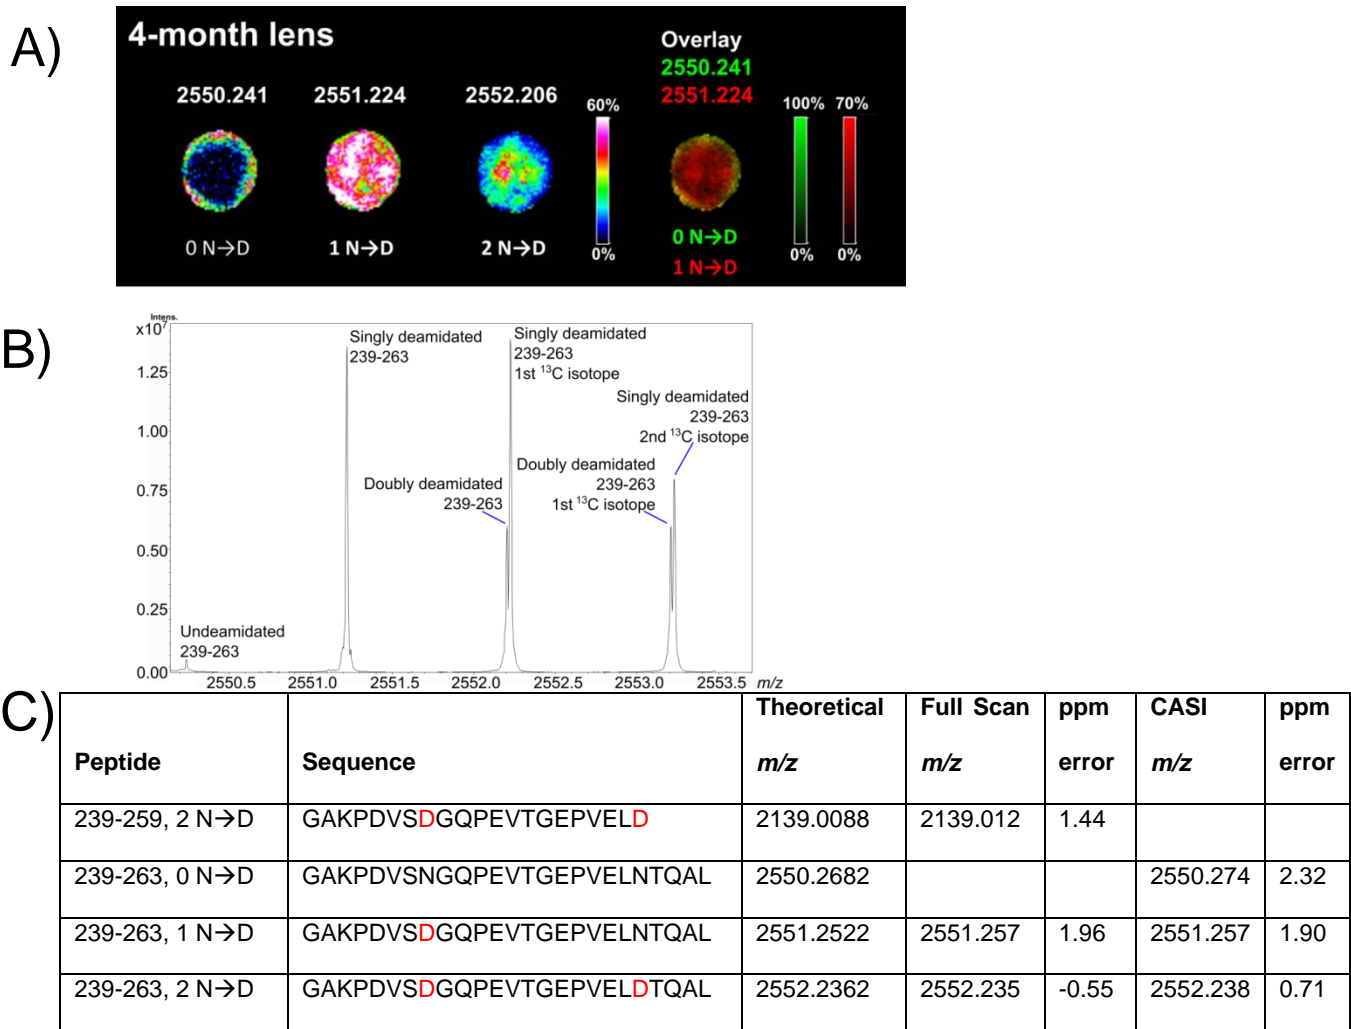 A)
4-month lens
Overlay
2550.241
2551.224
2550.241 2551.224 2552.206
60%
0%
100% 70%
0% 0%
0 N→D 1 N→D 2 N→D
0 N→D
1 N→D
B)
Intens.
x10⁷
1.25
1.00
0.75
0.50
0.25
0.00
Singly deamidated
239-263
Singly deamidated
239-263
1st ¹³C isotope
Singly deamidated
239-263
2nd ¹³C isotope
Doubly deamidated
239-263
Doubly deamidated
239-263
1st ¹³C isotope
Undeamidated
239-263
2550.5 2551.0 2551.5 2552.0 2552.5 2553.0 2553.5 m/z
C)
Peptide Sequence Theoretical m/z Full Scan m/z ppm error CASI m/z ppm error
239-259, 2 N→D GAKPDVSDGQPEVTGEPVELD 2139.0088 2139.012 1.44
239-263, 0 N→D GAKPDVSNGQPEVTGEPVELNTQAL 2550.2682 2550.274 2.32
239-263, 1 N→D GAKPDVSDGQPEVTGEPVELNTQAL 2551.2522 2551.257 1.96 2551.257 1.90
239-263, 2 N→D GAKPDVSDGQPEVTGEPVELDTQAL 2552.2362 2552.235 -0.55 2552.238 0.71